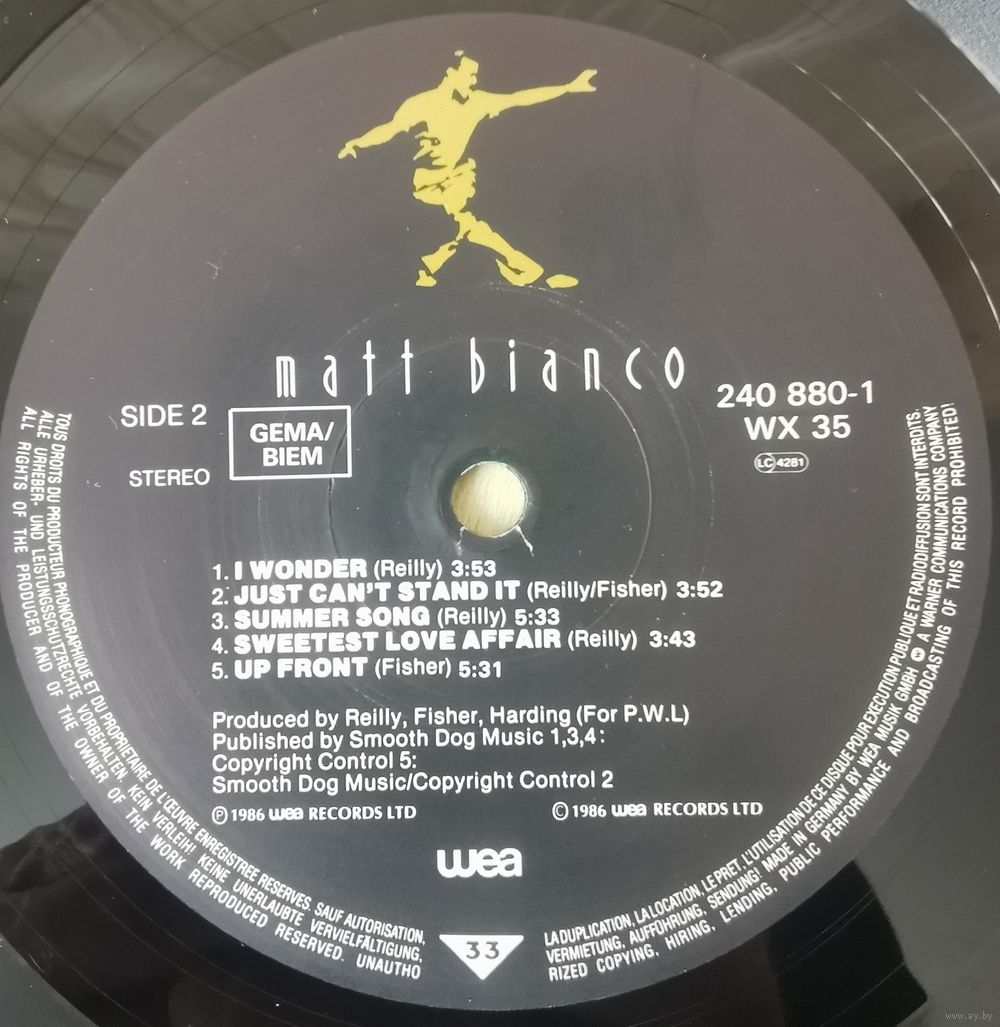 matt bianco
SIDE 2
GEMA/
BIEM
STEREO
240 880-1
WX 35
LC 4281
1. I WONDER (Reilly) 3:53
2. JUST CAN'T STAND IT (Reilly/Fisher) 3:52
3. SUMMER SONG (Reilly) 5:33
4. SWEETEST LOVE AFFAIR (Reilly) 3:43
5. UP FRONT (Fisher) 5:31
Produced by Reilly, Fisher, Harding (For P.W.L)
Published by Smooth Dog Music 1,3,4:
Copyright Control 5:
Smooth Dog Music/Copyright Control 2
℗ 1986 wea RECORDS LTD
© 1986 wea RECORDS LTD
wea
33
TOUS DROITS DU PRODUCTEUR PHONOGRAPHIQUE ET DU PROPRIETAIRE DE L'ŒUVRE ENREGISTREE RESERVES. SAUF AUTORISATION,
LA DUPLICATION, LA LOCATION, LE PRET, L'UTILISATION DE CE DISQUE POUR EXECUTION PUBLIQUE ET RADIODIFFUSION SONT INTERDITS.
ALLE URHEBER- UND LEISTUNGSSCHUTZRECHTE VORBEHALTEN. KEIN VERLEIH! KEINE UNERLAUBTE VERVIELFÄLTIGUNG,
VERMIETUNG, AUFFÜHRUNG, SENDUNG! MADE IN GERMANY BY WEA MUSIK GMBH A WARNER COMMUNICATIONS COMPANY
ALL RIGHTS OF THE PRODUCER AND OF THE OWNER OF THE WORK REPRODUCED RESERVED. UNAUTHO
RIZED COPYING, HIRING, LENDING, PUBLIC PERFORMANCE AND BROADCASTING OF THIS RECORD PROHIBITED!
www.ay.by